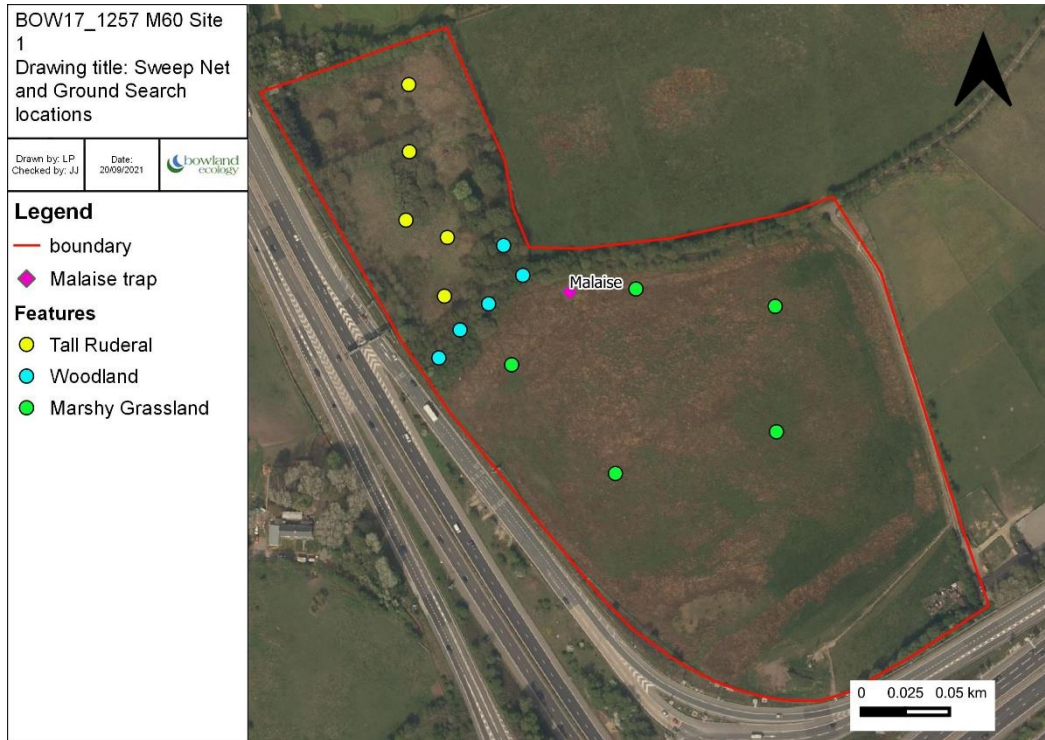 BOW17_1257 M60 Site
1
Drawing title: Sweep Net
and Ground Search
locations
Drawn by: LP
Checked by: JJ
Date:
20/09/2021
bowland
ecology
Legend
boundary
Malaise trap
Features
Tall Ruderal
Woodland
Marshy Grassland
Malaise
0 0.025 0.05 km